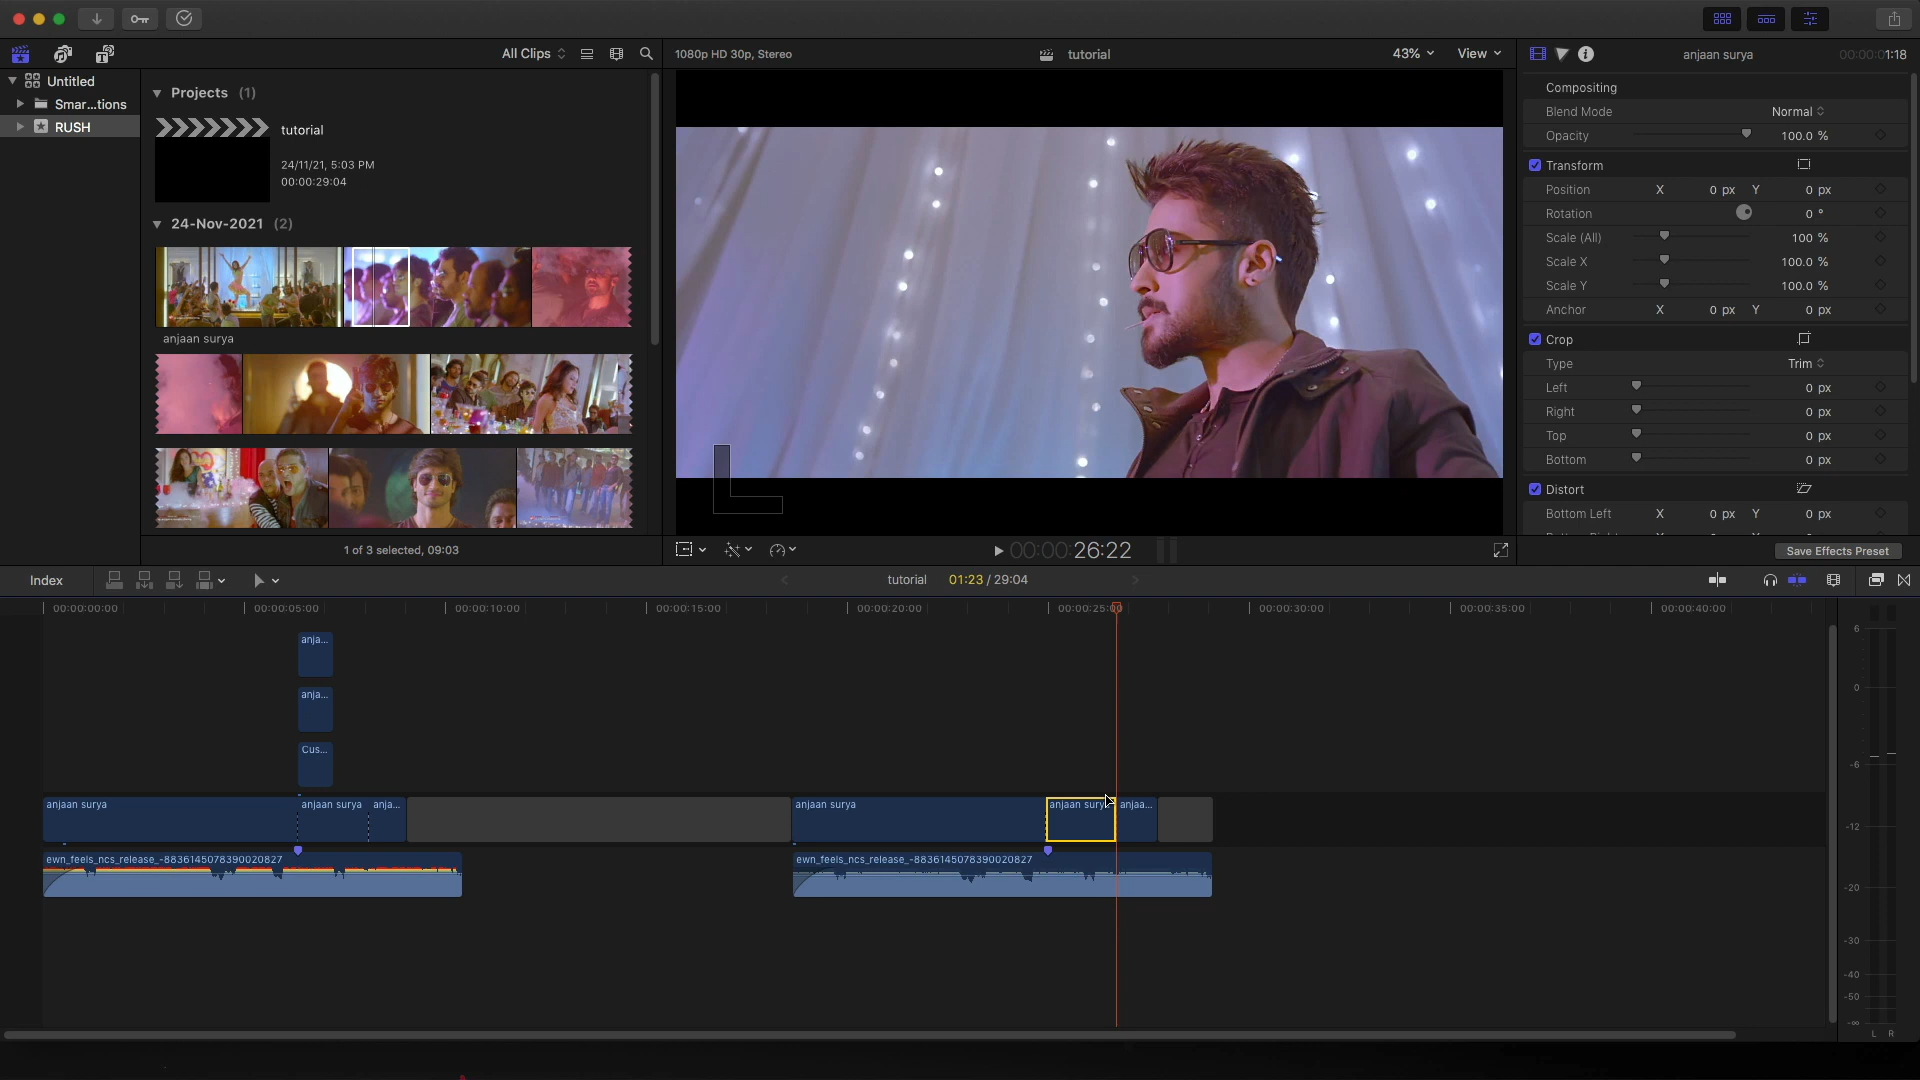 All Clips
1080p HD 30p, Stereo
tutorial
43%
View
anjaan surya
00:00:01:18
Untitled
Smar...tions
RUSH
Projects (1)
tutorial
24/11/21, 5:03 PM
00:00:29:04
24-Nov-2021 (2)
anjaan surya
1 of 3 selected, 09:03
00:00:26:22
Compositing
Blend Mode Normal
Opacity 100.0 %
Transform
Position X 0 px Y 0 px
Rotation 0 °
Scale (All) 100 %
Scale X 100.0 %
Scale Y 100.0 %
Anchor X 0 px Y 0 px
Crop
Type Trim
Left 0 px
Right 0 px
Top 0 px
Bottom 0 px
Distort
Bottom Left X 0 px Y 0 px
Save Effects Preset
Index
tutorial 01:23 / 29:04
00:00:00:00 00:00:05:00 00:00:10:00 00:00:15:00 00:00:20:00 00:00:25:00 00:00:30:00 00:00:35:00 00:00:40:00
anja...
anja...
Cus...
anjaan surya anjaan surya anja... anjaan surya anjaan surya anjaa...
ewn_feels_ncs_release_-8836145078390020827 ewn_feels_ncs_release_-8836145078390020827
6
0
-6
-12
-20
-30
-40
-50
-∞
L R